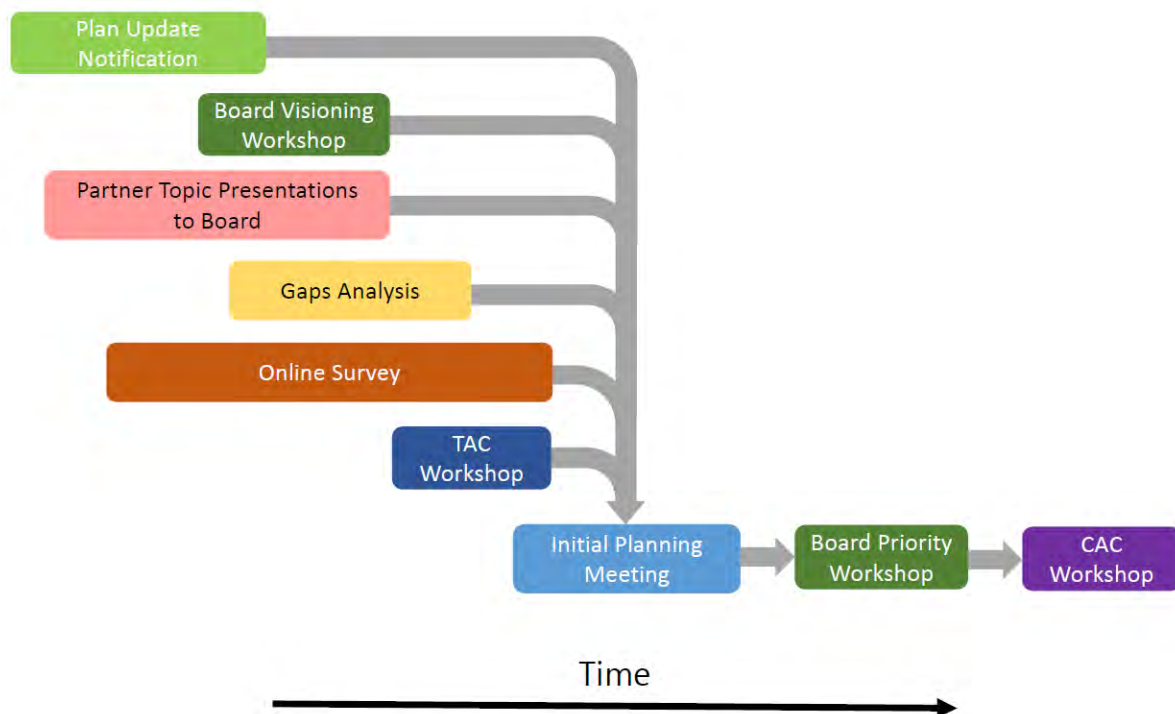 Plan Update
Notification
Board Visioning
Workshop
Partner Topic Presentations
to Board
Gaps Analysis
Online Survey
TAC
Workshop
Initial Planning
Meeting
Board Priority
Workshop
CAC
Workshop
Time